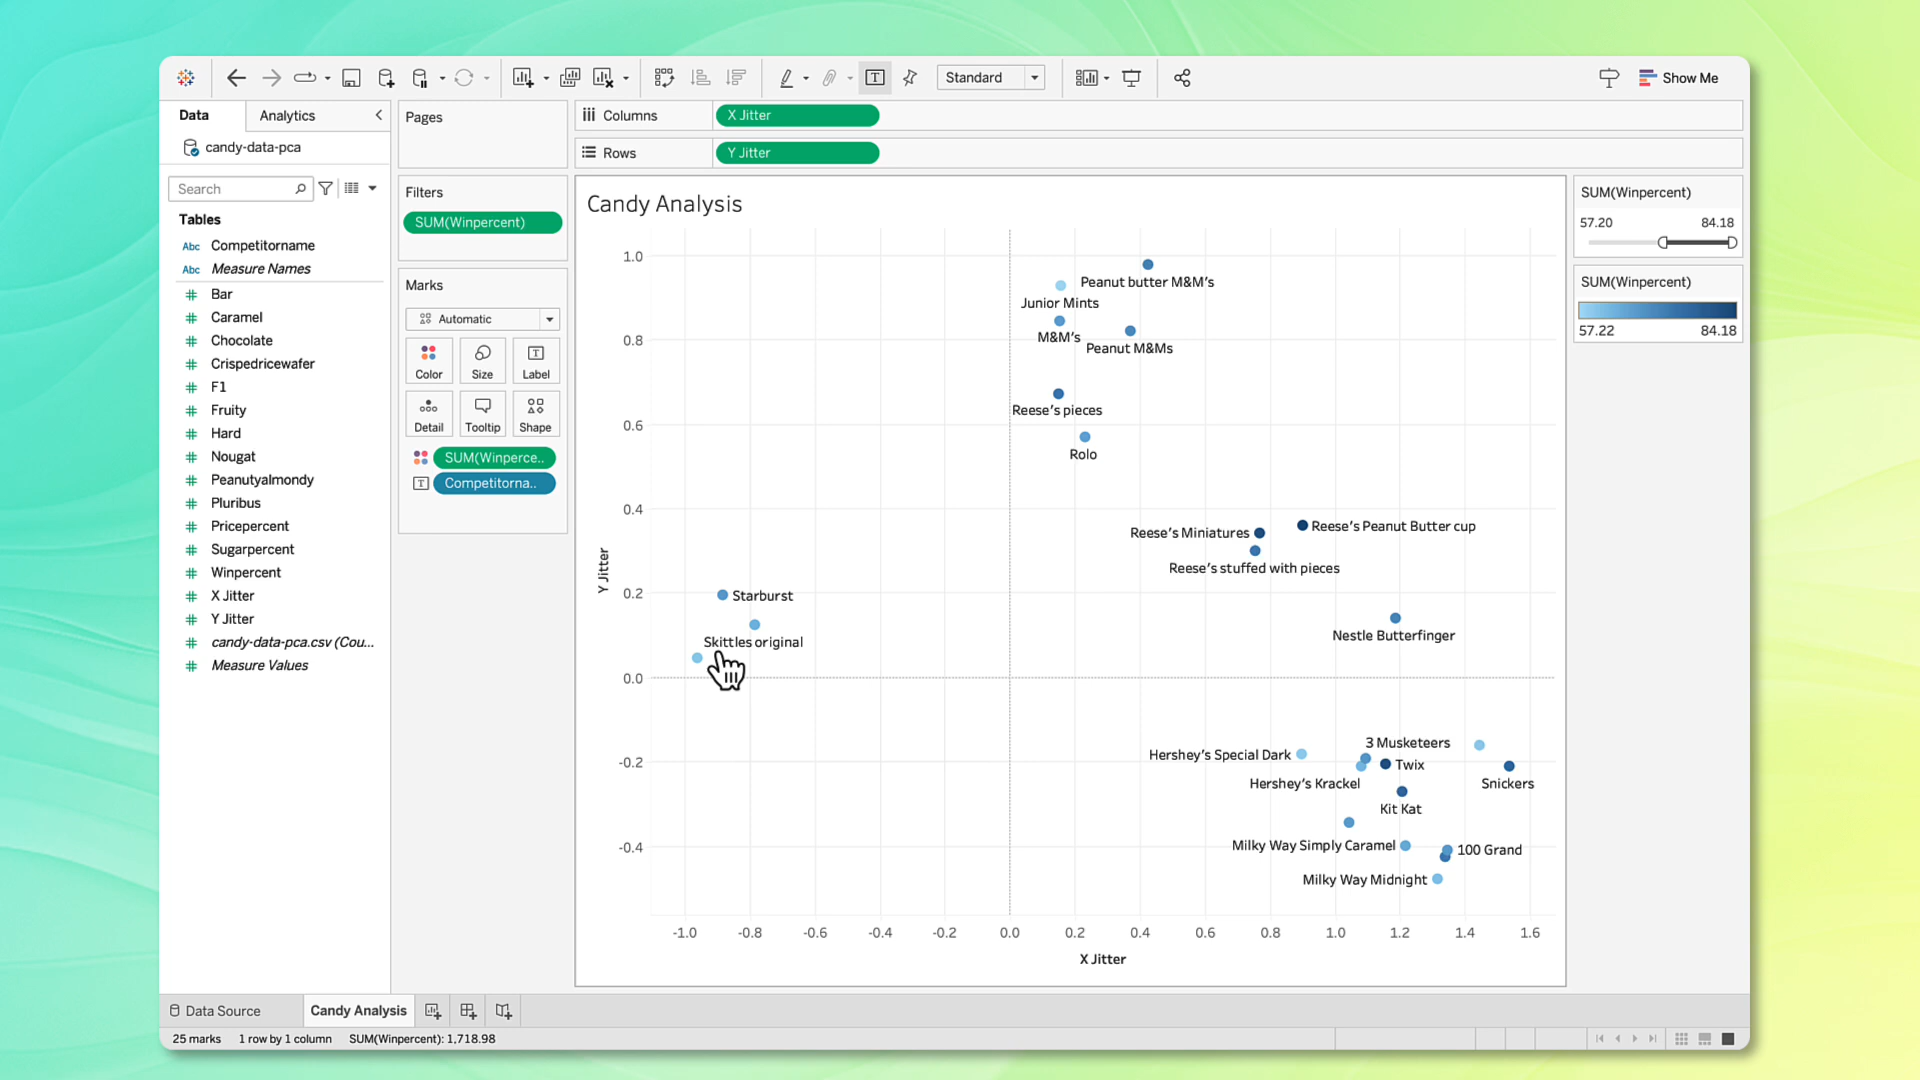 Standard
Show Me
Data
Analytics
candy-data-pca
Search
Tables
Abc Competitorname
Abc Measure Names
Bar
Caramel
Chocolate
Crispedricewafer
F1
Fruity
Hard
Nougat
Peanutyalmondy
Pluribus
Pricepercent
Sugarpercent
Winpercent
X Jitter
Y Jitter
candy-data-pca.csv (Cou...
Measure Values
Pages
Filters
SUM(Winpercent)
Marks
Automatic
Color
Size
T
Label
Detail
Tooltip
Shape
SUM(Winperce..
T Competitorna..
Columns
X Jitter
Rows
Y Jitter
Candy Analysis
1.0
0.8
0.6
0.4
0.2
0.0
-0.2
-0.4
Y Jitter
Peanut butter M&M's
Junior Mints
M&M's
Peanut M&Ms
Reese's pieces
Rolo
Reese's Miniatures
Reese's Peanut Butter cup
Reese's stuffed with pieces
Starburst
Skittles original
Nestle Butterfinger
3 Musketeers
Hershey's Special Dark
Twix
Hershey's Krackel
Snickers
Kit Kat
Milky Way Simply Caramel
100 Grand
Milky Way Midnight
-1.0 -0.8 -0.6 -0.4 -0.2 0.0 0.2 0.4 0.6 0.8 1.0 1.2 1.4 1.6
X Jitter
SUM(Winpercent)
57.20 84.18
SUM(Winpercent)
57.22 84.18
Data Source
Candy Analysis
25 marks 1 row by 1 column SUM(Winpercent): 1,718.98